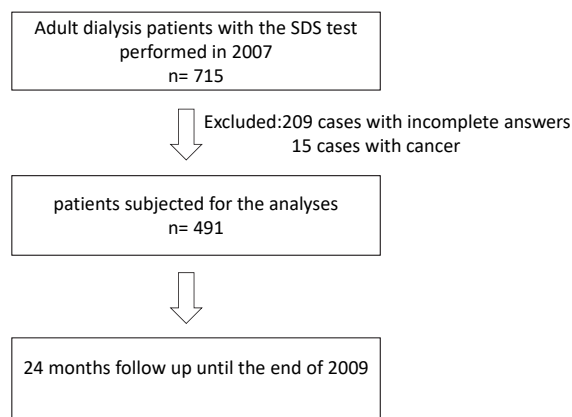 Adult dialysis patients with the SDS test
performed in 2007
n= 715
Excluded:209 cases with incomplete answers
15 cases with cancer
patients subjected for the analyses
n= 491
24 months follow up until the end of 2009